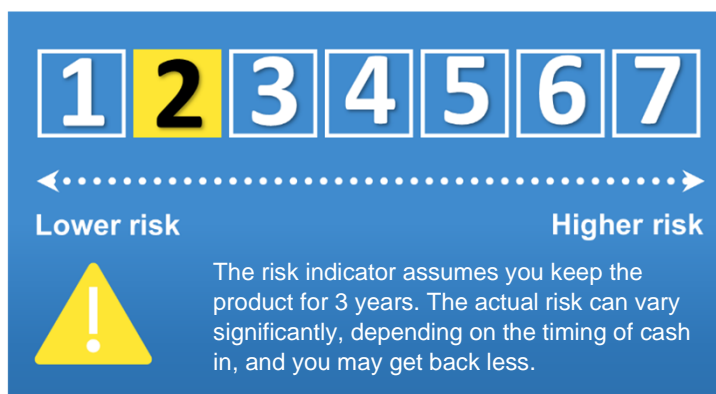 1 2 3 4 5 6 7
Lower risk Higher risk
The risk indicator assumes you keep the
product for 3 years. The actual risk can vary
significantly, depending on the timing of cash
in, and you may get back less.